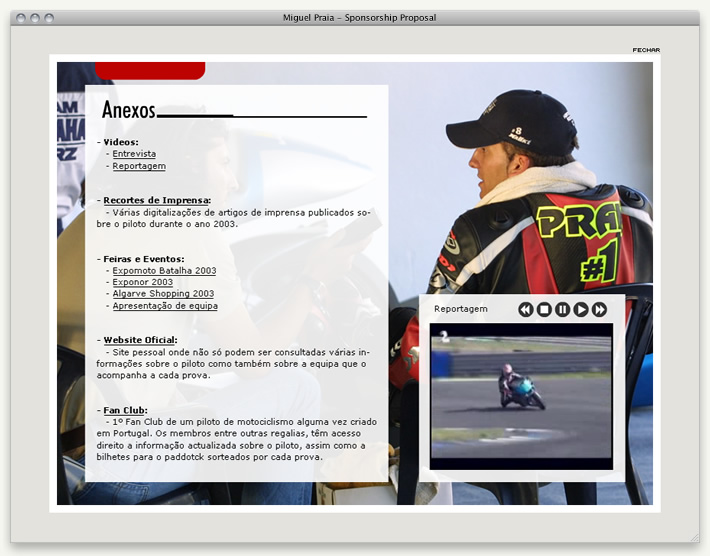 Miguel Praia - Sponsorship Proposal
FECHAR
Anexos
- Videos:
- Entrevista
- Reportagem
- Recortes de Imprensa:
- Várias digitalizações de artigos de imprensa publicados so-
bre o piloto durante o ano 2003.
- Feiras e Eventos:
- Expomoto Batalha 2003
- Exponor 2003
- Algarve Shopping 2003
- Apresentação de equipa
- Website Oficial:
- Site pessoal onde não só podem ser consultadas várias in-
formações sobre o piloto como também sobre a equipa que o
acompanha a cada prova.
- Fan Club:
- 1º Fan Club de um piloto de motociclismo alguma vez criado
em Portugal. Os membros entre outras regalias, têm acesso
direito a informação actualizada sobre o piloto, assim como a
bilhetes para o paddotck sorteados por cada prova.
PRAI
#1
Reportagem